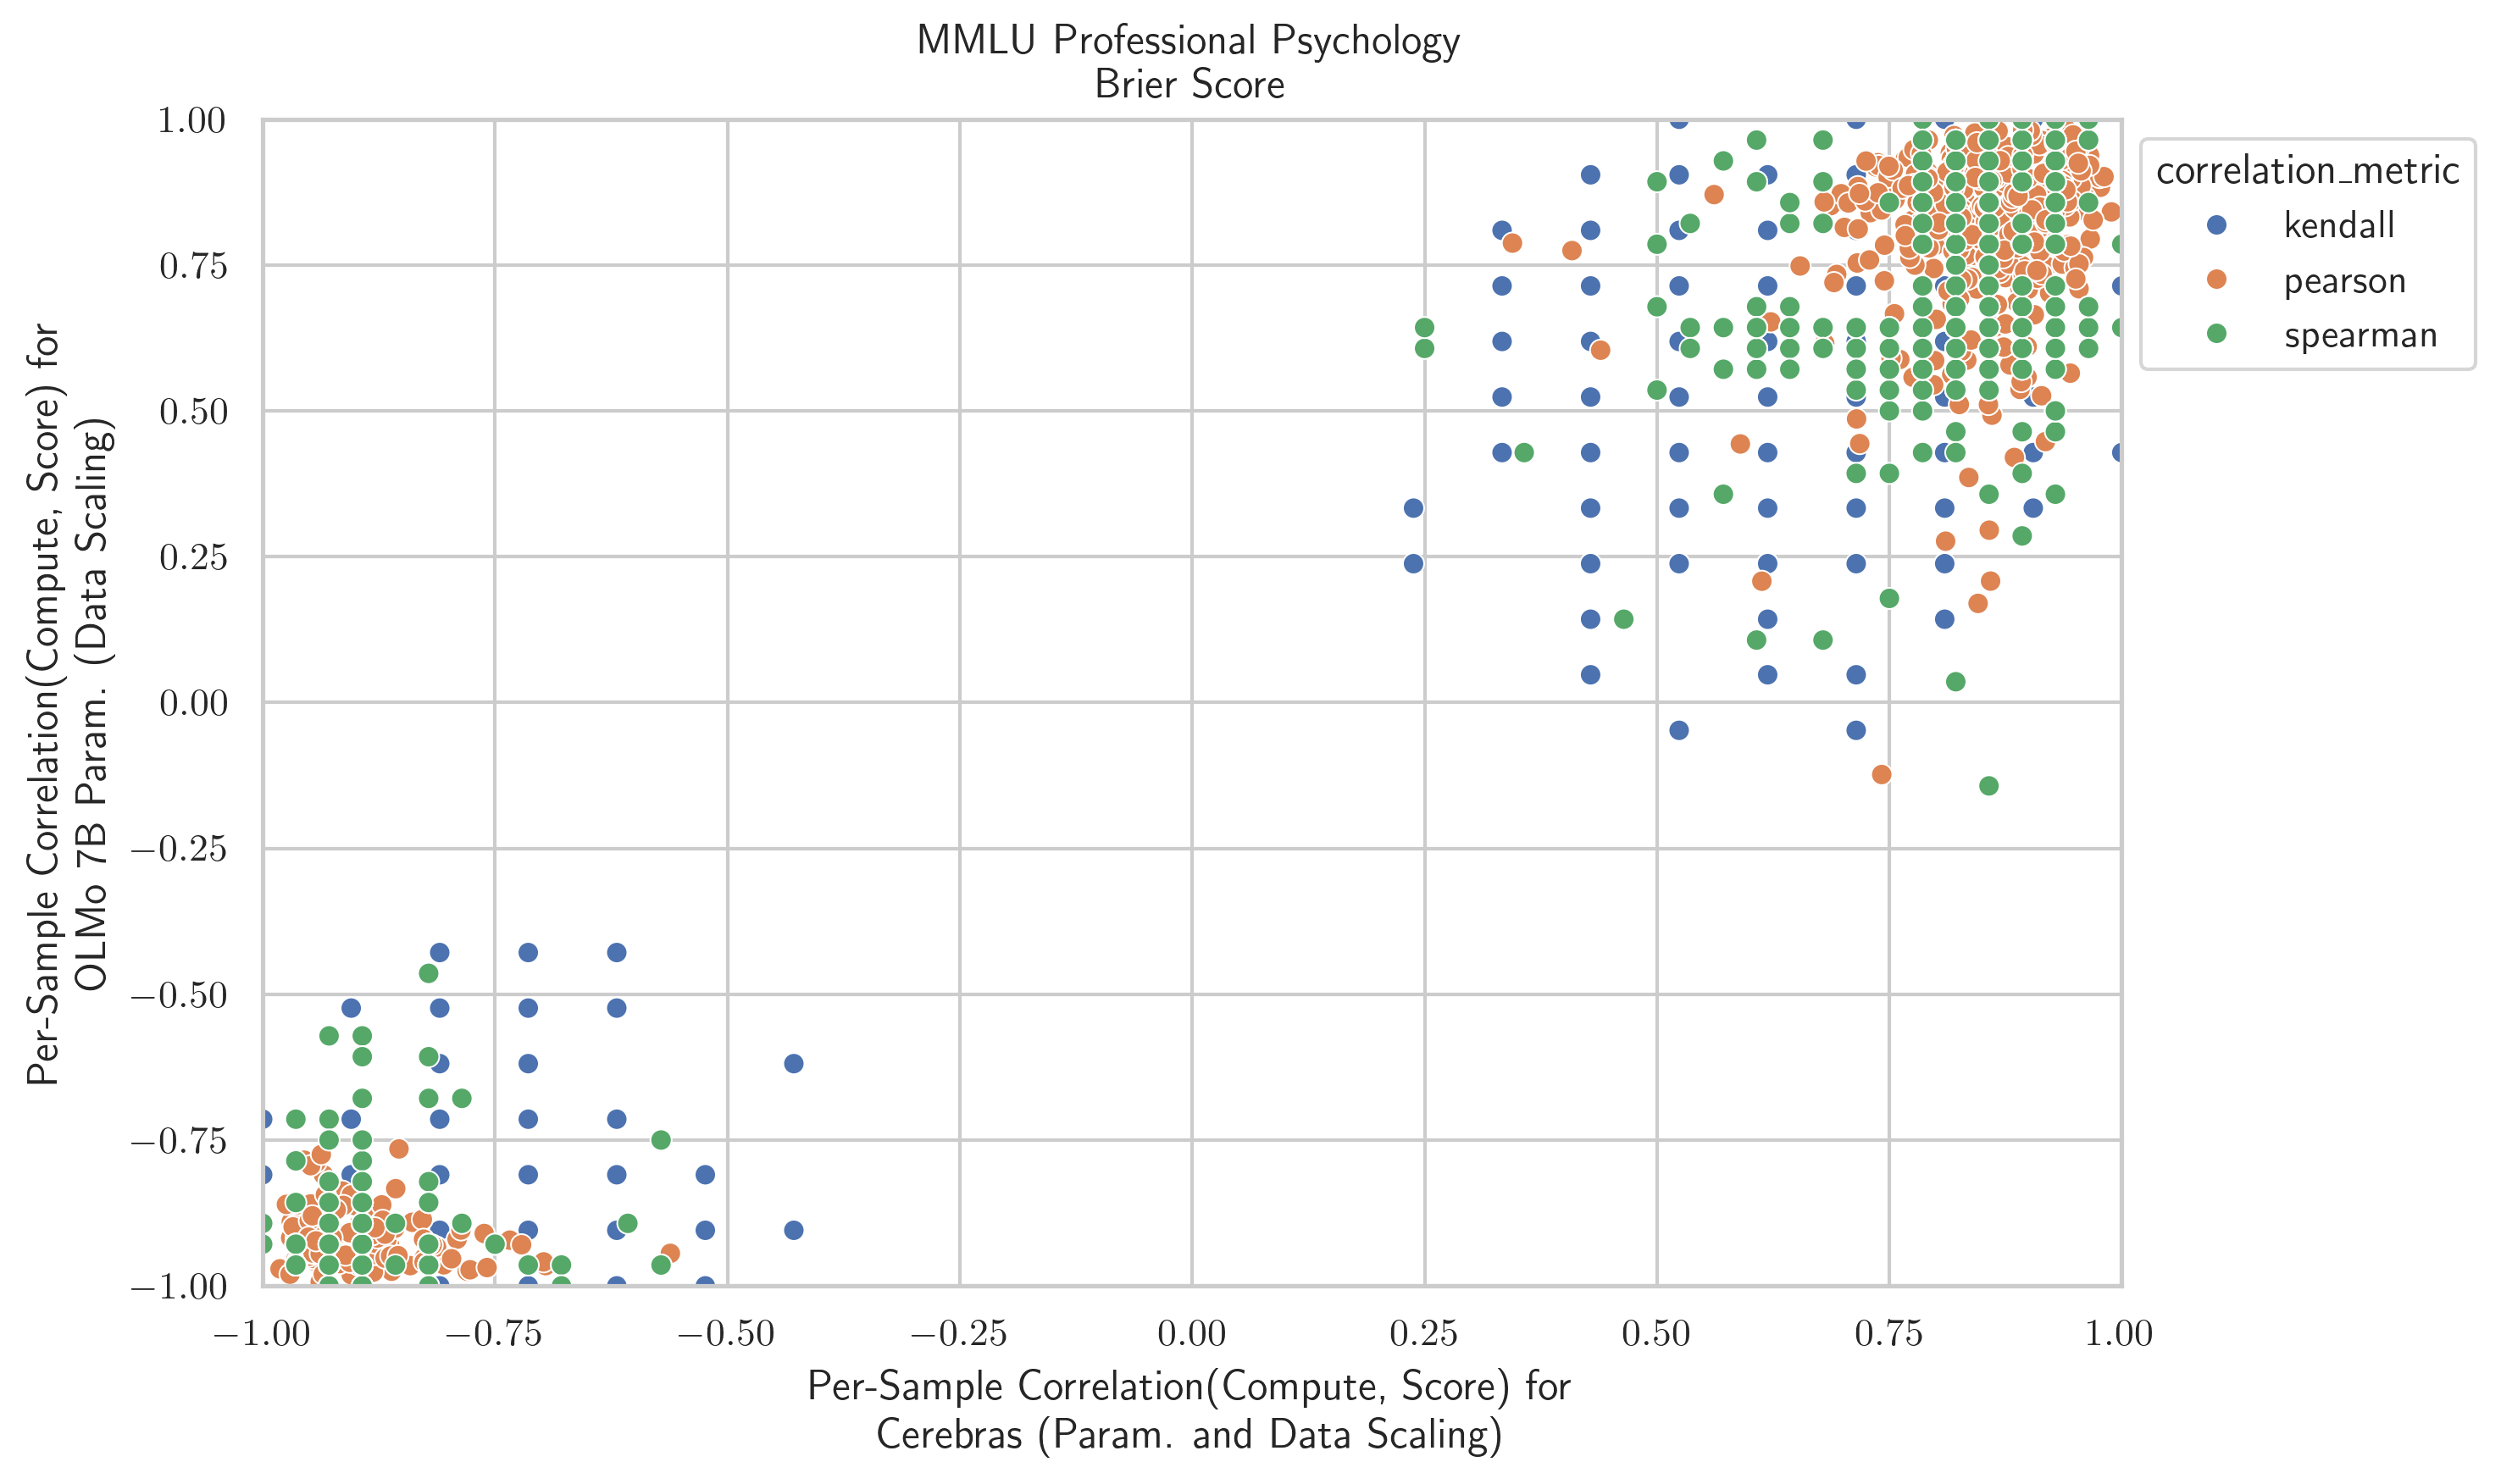 MMLU Professional Psychology
Brier Score
Per-Sample Correlation(Compute, Score) for
OLMo 7B Param. (Data Scaling)
1.00
0.75
0.50
0.25
0.00
−0.25
−0.50
−0.75
−1.00
−1.00 −0.75 −0.50 −0.25 0.00 0.25 0.50 0.75 1.00
Per-Sample Correlation(Compute, Score) for
Cerebras (Param. and Data Scaling)
correlation_metric
kendall
pearson
spearman